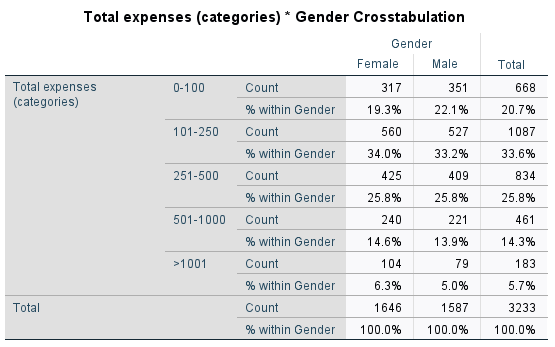 Total expenses (categories) * Gender Crosstabulation
Gender
Female Male Total
Total expenses (categories) 0-100 Count 317 351 668
% within Gender 19.3% 22.1% 20.7%
101-250 Count 560 527 1087
% within Gender 34.0% 33.2% 33.6%
251-500 Count 425 409 834
% within Gender 25.8% 25.8% 25.8%
501-1000 Count 240 221 461
% within Gender 14.6% 13.9% 14.3%
>1001 Count 104 79 183
% within Gender 6.3% 5.0% 5.7%
Total Count 1646 1587 3233
% within Gender 100.0% 100.0% 100.0%